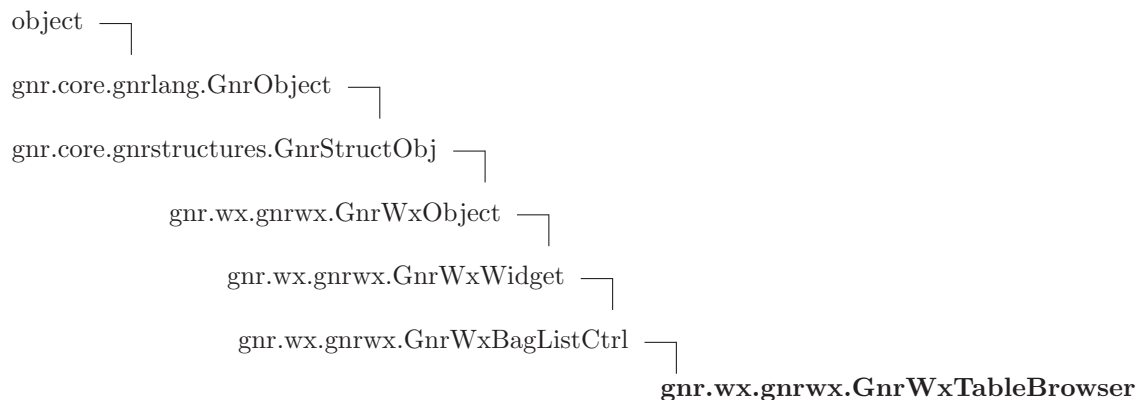 object
gnr.core.gnrlang.GnrObject
gnr.core.gnrstructures.GnrStructObj
gnr.wx.gnrwx.GnrWxObject
gnr.wx.gnrwx.GnrWxWidget
gnr.wx.gnrwx.GnrWxBagListCtrl
gnr.wx.gnrwx.GnrWxTableBrowser